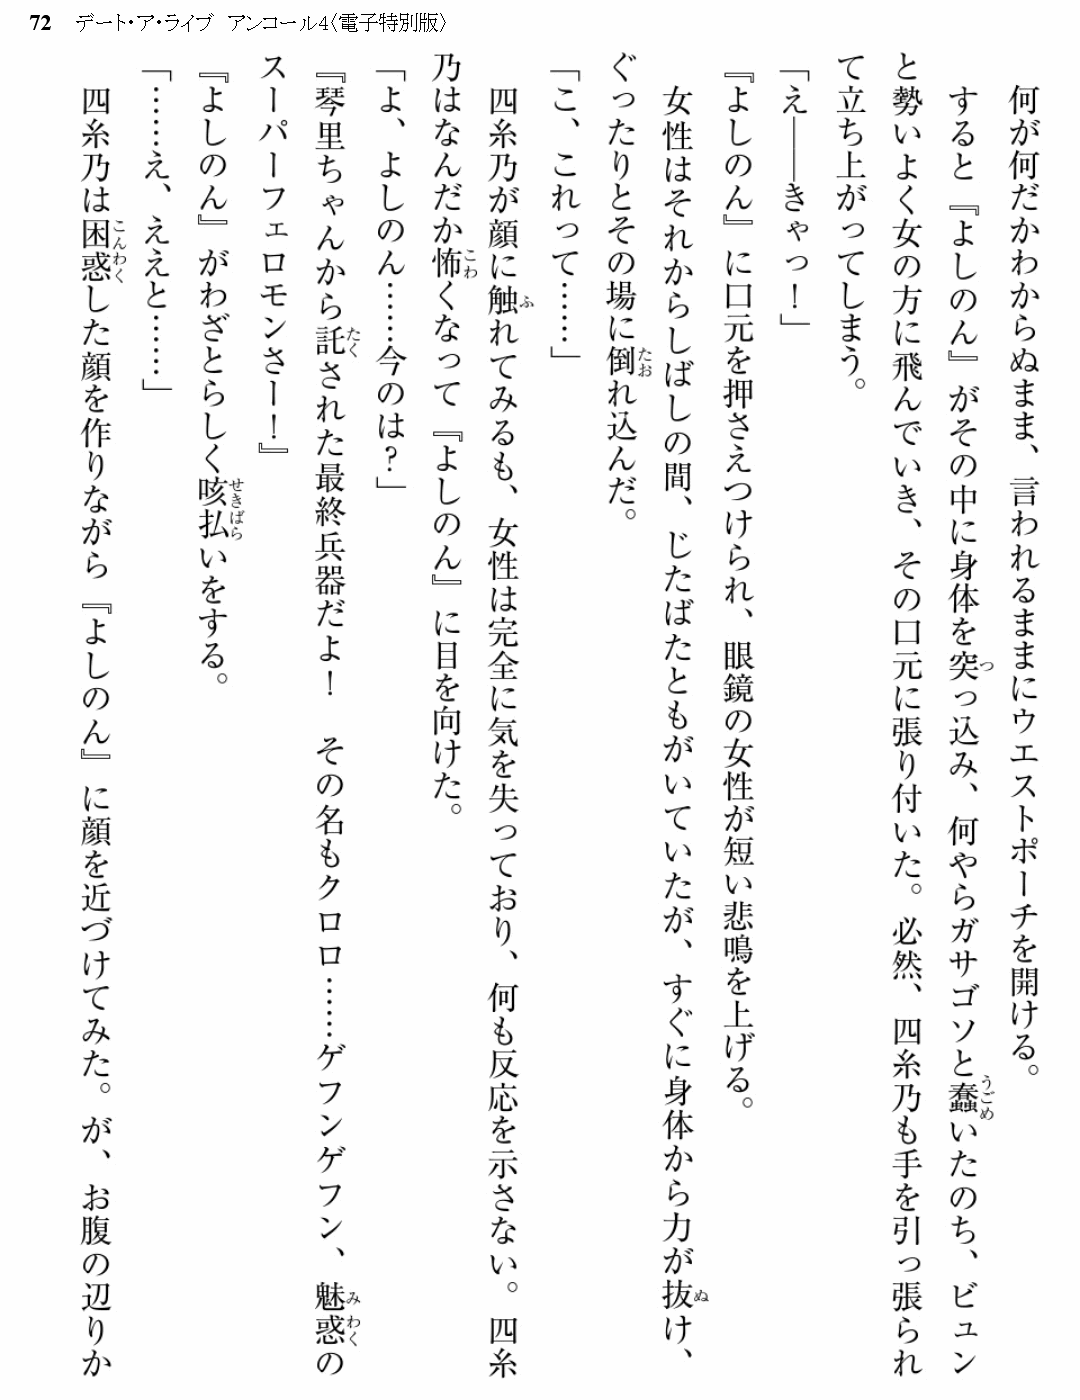 72 デート・ア・ライブ アンコール4〈電子特別版〉
何が何だかわからぬまま、言われるままにウエストポーチを開ける。
すると『よしのん』がその中に身体を突っ込み、何やらガサゴソと蠢いたのち、ビュン
と勢いよく女の方に飛んでいき、その口元に張り付いた。必然、四糸乃も手を引っ張られ
て立ち上がってしまう。
「え――きゃっ！」
『よしのん』に口元を押さえつけられ、眼鏡の女性が短い悲鳴を上げる。
女性はそれからしばしの間、じたばたともがいていたが、すぐに身体から力が抜け、
ぐったりとその場に倒れ込んだ。
「こ、これって……」
四糸乃が顔に触れてみるも、女性は完全に気を失っており、何も反応を示さない。四糸
乃はなんだか怖くなって『よしのん』に目を向けた。
「よ、よしのん……今のは？」
『琴里ちゃんから託された最終兵器だよ！　その名もクロロ……ゲフンゲフン、魅惑の
スーパーフェロモンさー！』
『よしのん』がわざとらしく咳払いをする。
「……え、ええと……」
四糸乃は困惑した顔を作りながら『よしのん』に顔を近づけてみた。が、お腹の辺りか